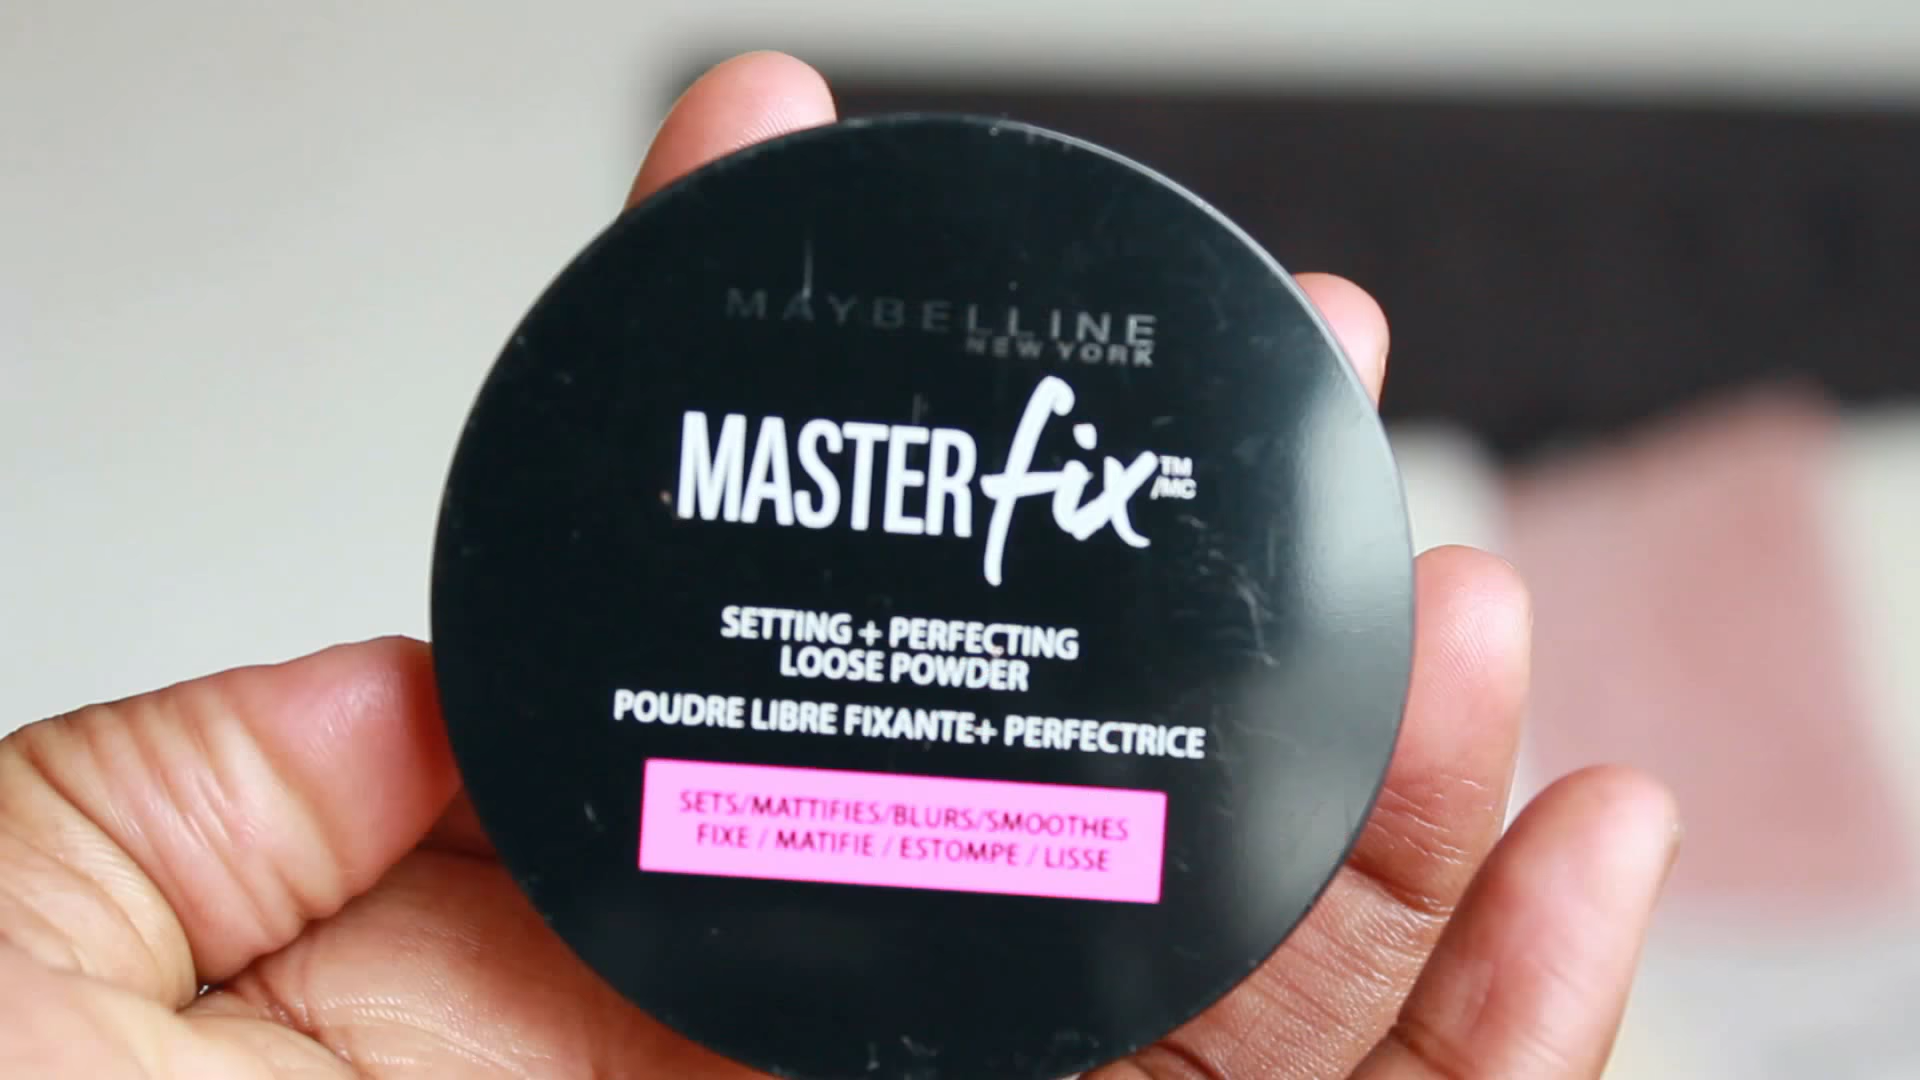 MAYBELLINE
NEW YORK
MASTER fix ™/MC
SETTING + PERFECTING
LOOSE POWDER
POUDRE LIBRE FIXANTE+ PERFECTRICE
SETS/MATTIFIES/BLURS/SMOOTHES
FIXE / MATIFIE / ESTOMPE / LISSE